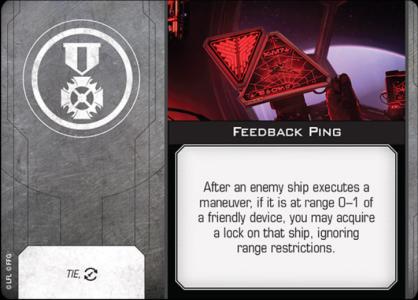 FEEDBACK PING
After an enemy ship executes a
maneuver, if it is at range 0–1 of
a friendly device, you may acquire
a lock on that ship, ignoring
range restrictions.
TIE,
©LFL ©FFG